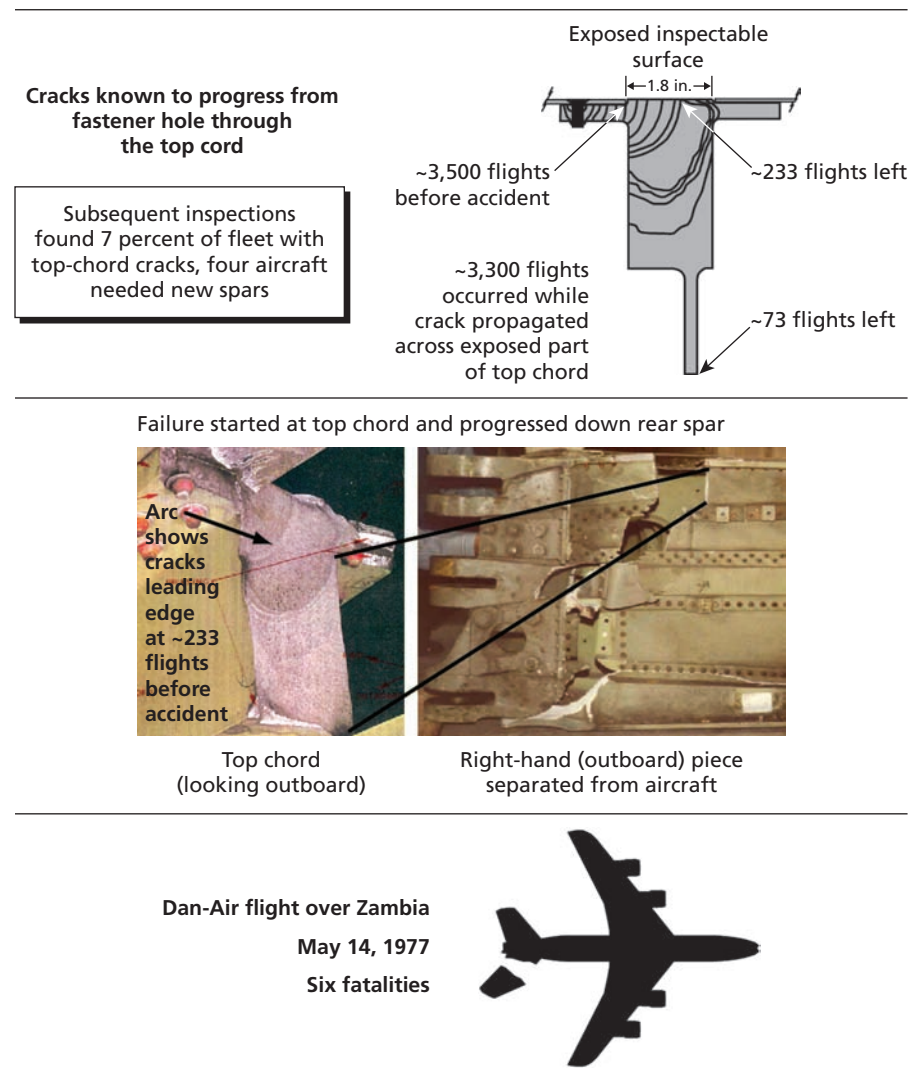 Cracks known to progress from
fastener hole through
the top cord
Subsequent inspections
found 7 percent of fleet with
top-chord cracks, four aircraft
needed new spars
Exposed inspectable
surface
1.8 in.
~3,500 flights
before accident
~233 flights left
~3,300 flights
occurred while
crack propagated
across exposed part
of top chord
~73 flights left
Failure started at top chord and progressed down rear spar
Arc
shows
cracks
leading
edge
at ~233
flights
before
accident
Top chord
(looking outboard)
Right-hand (outboard) piece
separated from aircraft
Dan-Air flight over Zambia
May 14, 1977
Six fatalities